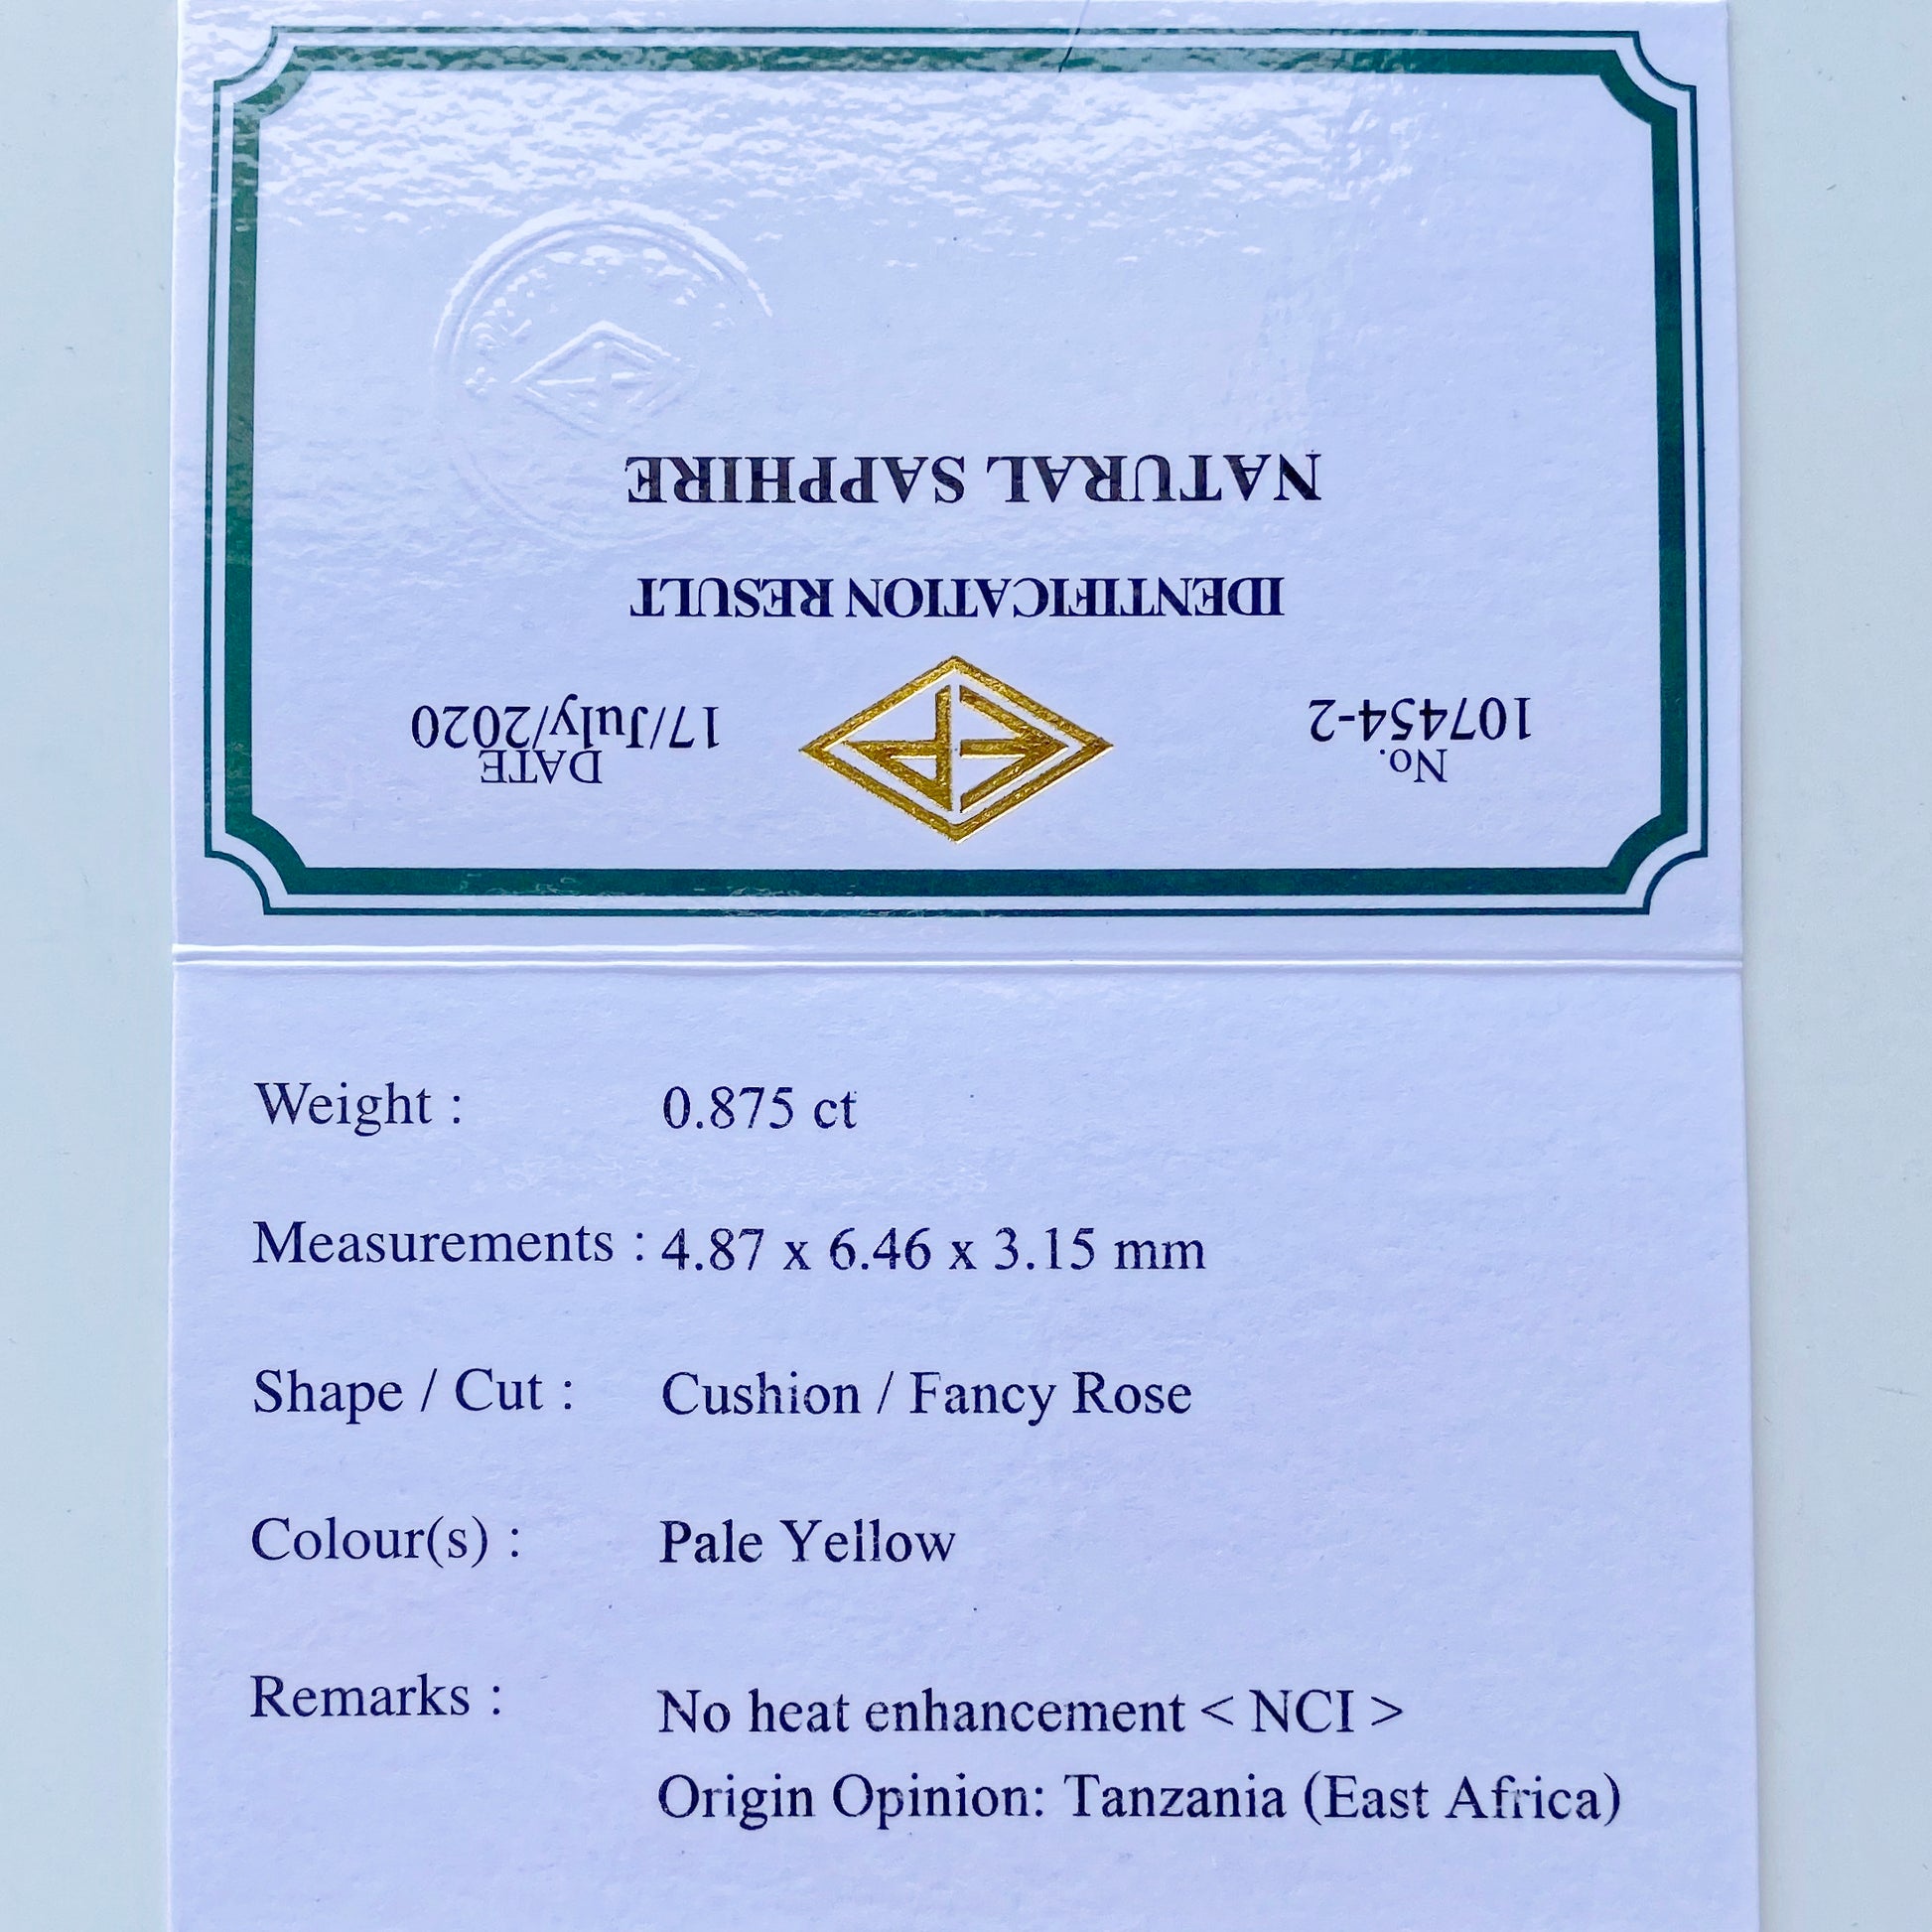 No.
DATE
107454-2
17/July/2020
IDENTIFICATION RESULT
NATURAL SAPPHIRE
Weight : 0.875 ct
Measurements : 4.87 x 6.46 x 3.15 mm
Shape / Cut : Cushion / Fancy Rose
Colour(s) : Pale Yellow
Remarks : No heat enhancement < NCI >
Origin Opinion: Tanzania (East Africa)